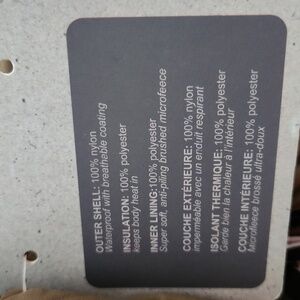 OUTER SHELL: 100% nylon
Waterproof with breathable coating
INSULATION: 100% polyester
keeps body heat in
INNER LINING: 100% polyester
Super soft, anti-piling brushed microfleece
COUCHE EXTERIEURE: 100% nylon
imperméable avec un enduit respirant
ISOLANT THERMIQUE: 100% polyester
Garde bien la chaleur à l'intérieur
COUCHE INTERIEURE: 100% polyester
Microfleece brossé ultra-doux